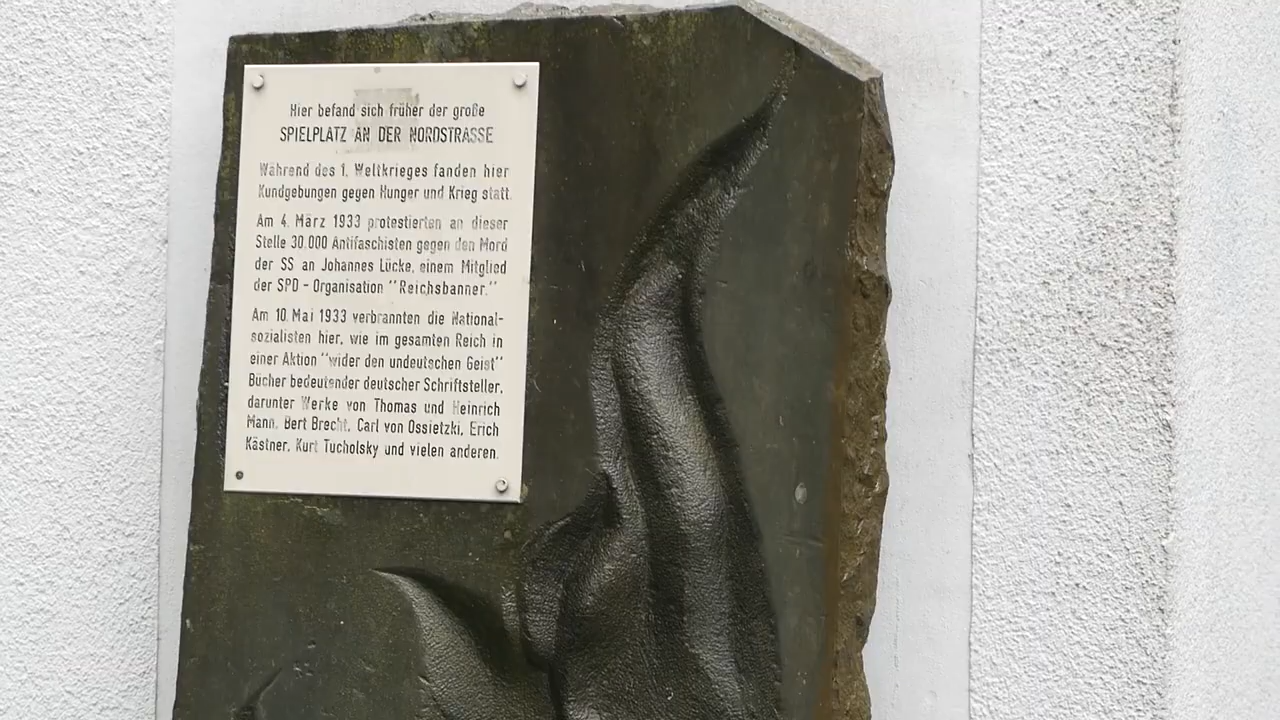 Hier befand sich früher der große
SPIELPLATZ AN DER NORDSTRASSE
Während des 1. Weltkrieges fanden hier
Kundgebungen gegen Hunger und Krieg statt.
Am 4. März 1933 protestierten an dieser
Stelle 30.000 Antifaschisten gegen den Mord
der SS an Johannes Lücke, einem Mitglied
der SPD - Organisation "Reichsbanner."
Am 10. Mai 1933 verbrannten die National-
sozialisten hier, wie im gesamten Reich in
einer Aktion "wider den undeutschen Geist"
Bücher bedeutender deutscher Schriftsteller,
darunter Werke von Thomas und Heinrich
Mann, Bert Brecht, Carl von Ossietzki, Erich
Kästner, Kurt Tucholsky und vielen anderen.